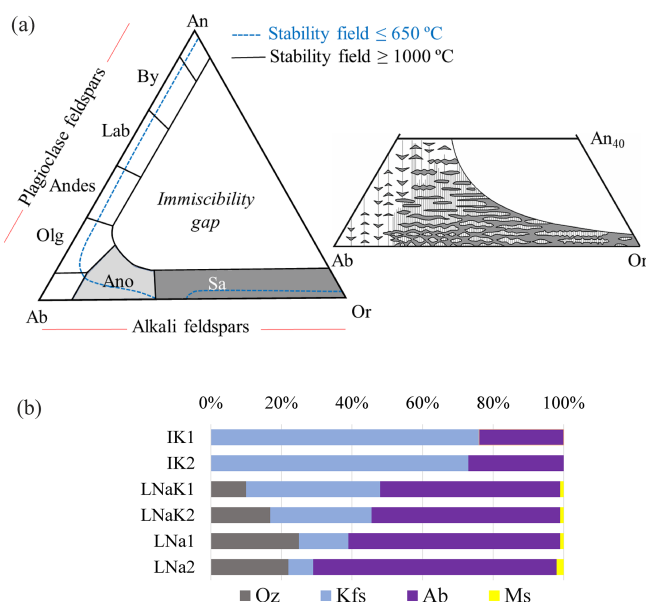 (a)
An
Stability field ≤ 650 ºC
Stability field ≥ 1000 ºC
By
Lab
Plagioclase feldspars
Andes
Immiscibility
gap
Olg
Ano
Sa
Ab
Or
Alkali feldspars
An40
Ab
Or
(b)
0% 20% 40% 60% 80% 100%
IK1
IK2
LNaK1
LNaK2
LNa1
LNa2
Qz Kfs Ab Ms